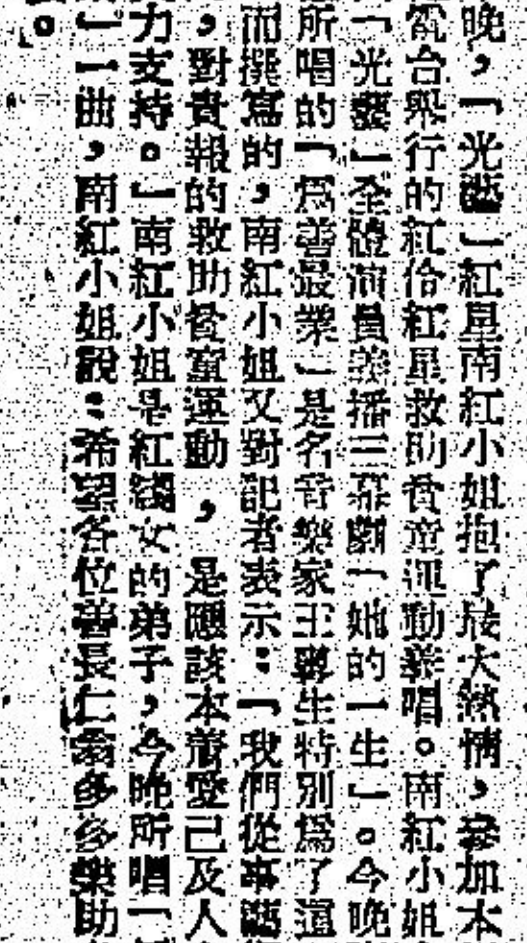 晚，「光藝」紅星南紅小姐抱了最大熱情，參加本
電台舉行的紅伶紅星救助貧童運動義唱。南紅小姐
「光藝」全體演員義播三幕劇「她的一生」。今晚
所唱的「爲善最樂」是名音樂家王粤生特別爲了這
而撰寫的，南紅小姐又對記者表示：「我們從事藝
，對貴報的救助貧童運動，是應該本着愛己及人
力支持。」南紅小姐是紅綫女的弟子，今晚所唱「
」一曲，南紅小姐說：希望各位善長仁翁多多樂助
。